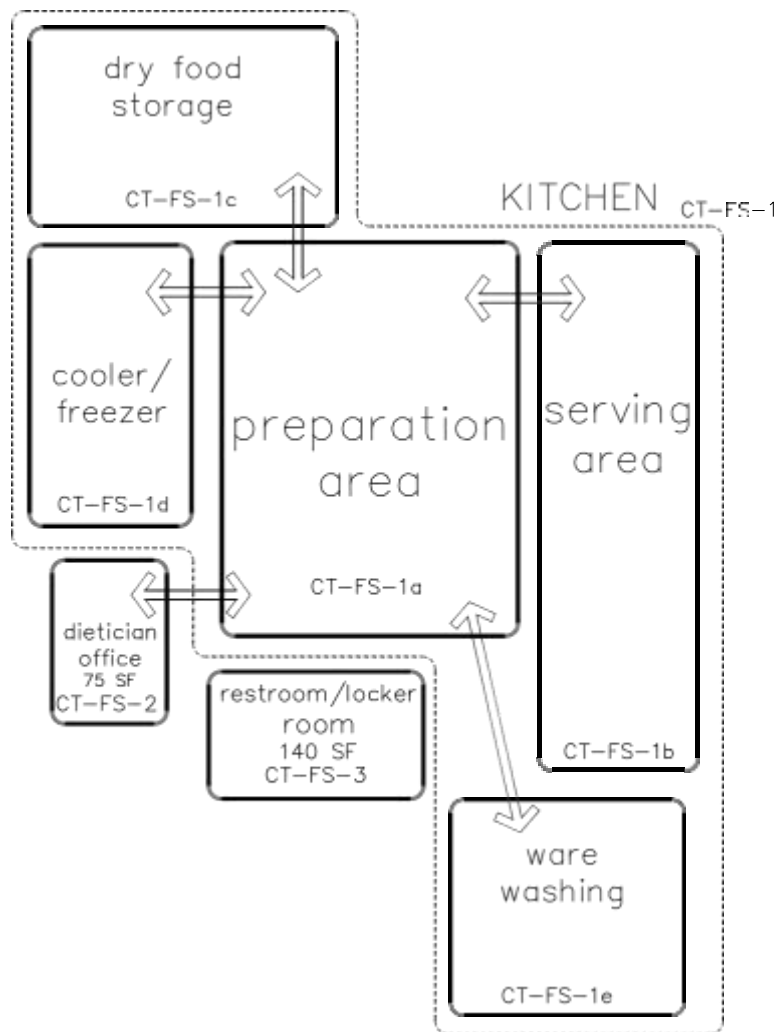 dry food
storage
CT-FS-1c
KITCHEN CT-FS-1
cooler/
freezer
CT-FS-1d
preparation
area
CT-FS-1a
serving
area
CT-FS-1b
dietician
office
75 SF
CT-FS-2
restroom/locker
room
140 SF
CT-FS-3
ware
washing
CT-FS-1e